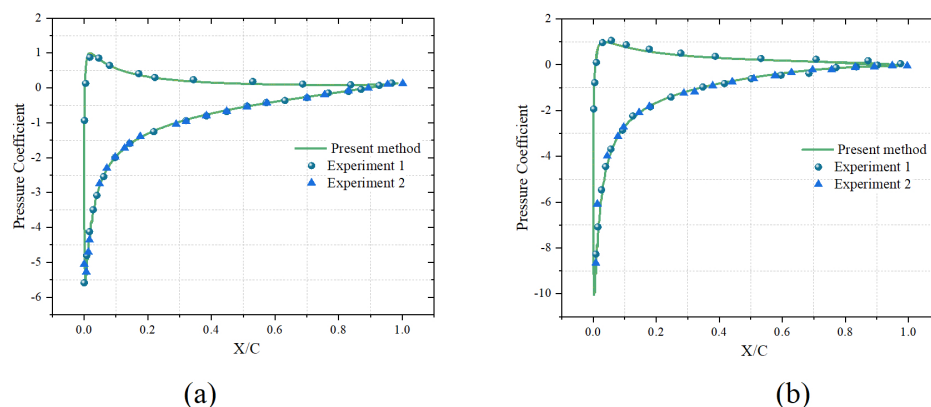 (a)
2
1
0
-1
-2
-3
-4
-5
-6
0.0 0.2 0.4 0.6 0.8 1.0
Pressure Coefficient
X/C
Present method
Experiment 1
Experiment 2
(a)
(b)
2
0
-2
-4
-6
-8
-10
0.0 0.2 0.4 0.6 0.8 1.0
Pressure Coefficient
X/C
Present method
Experiment 1
Experiment 2
(b)